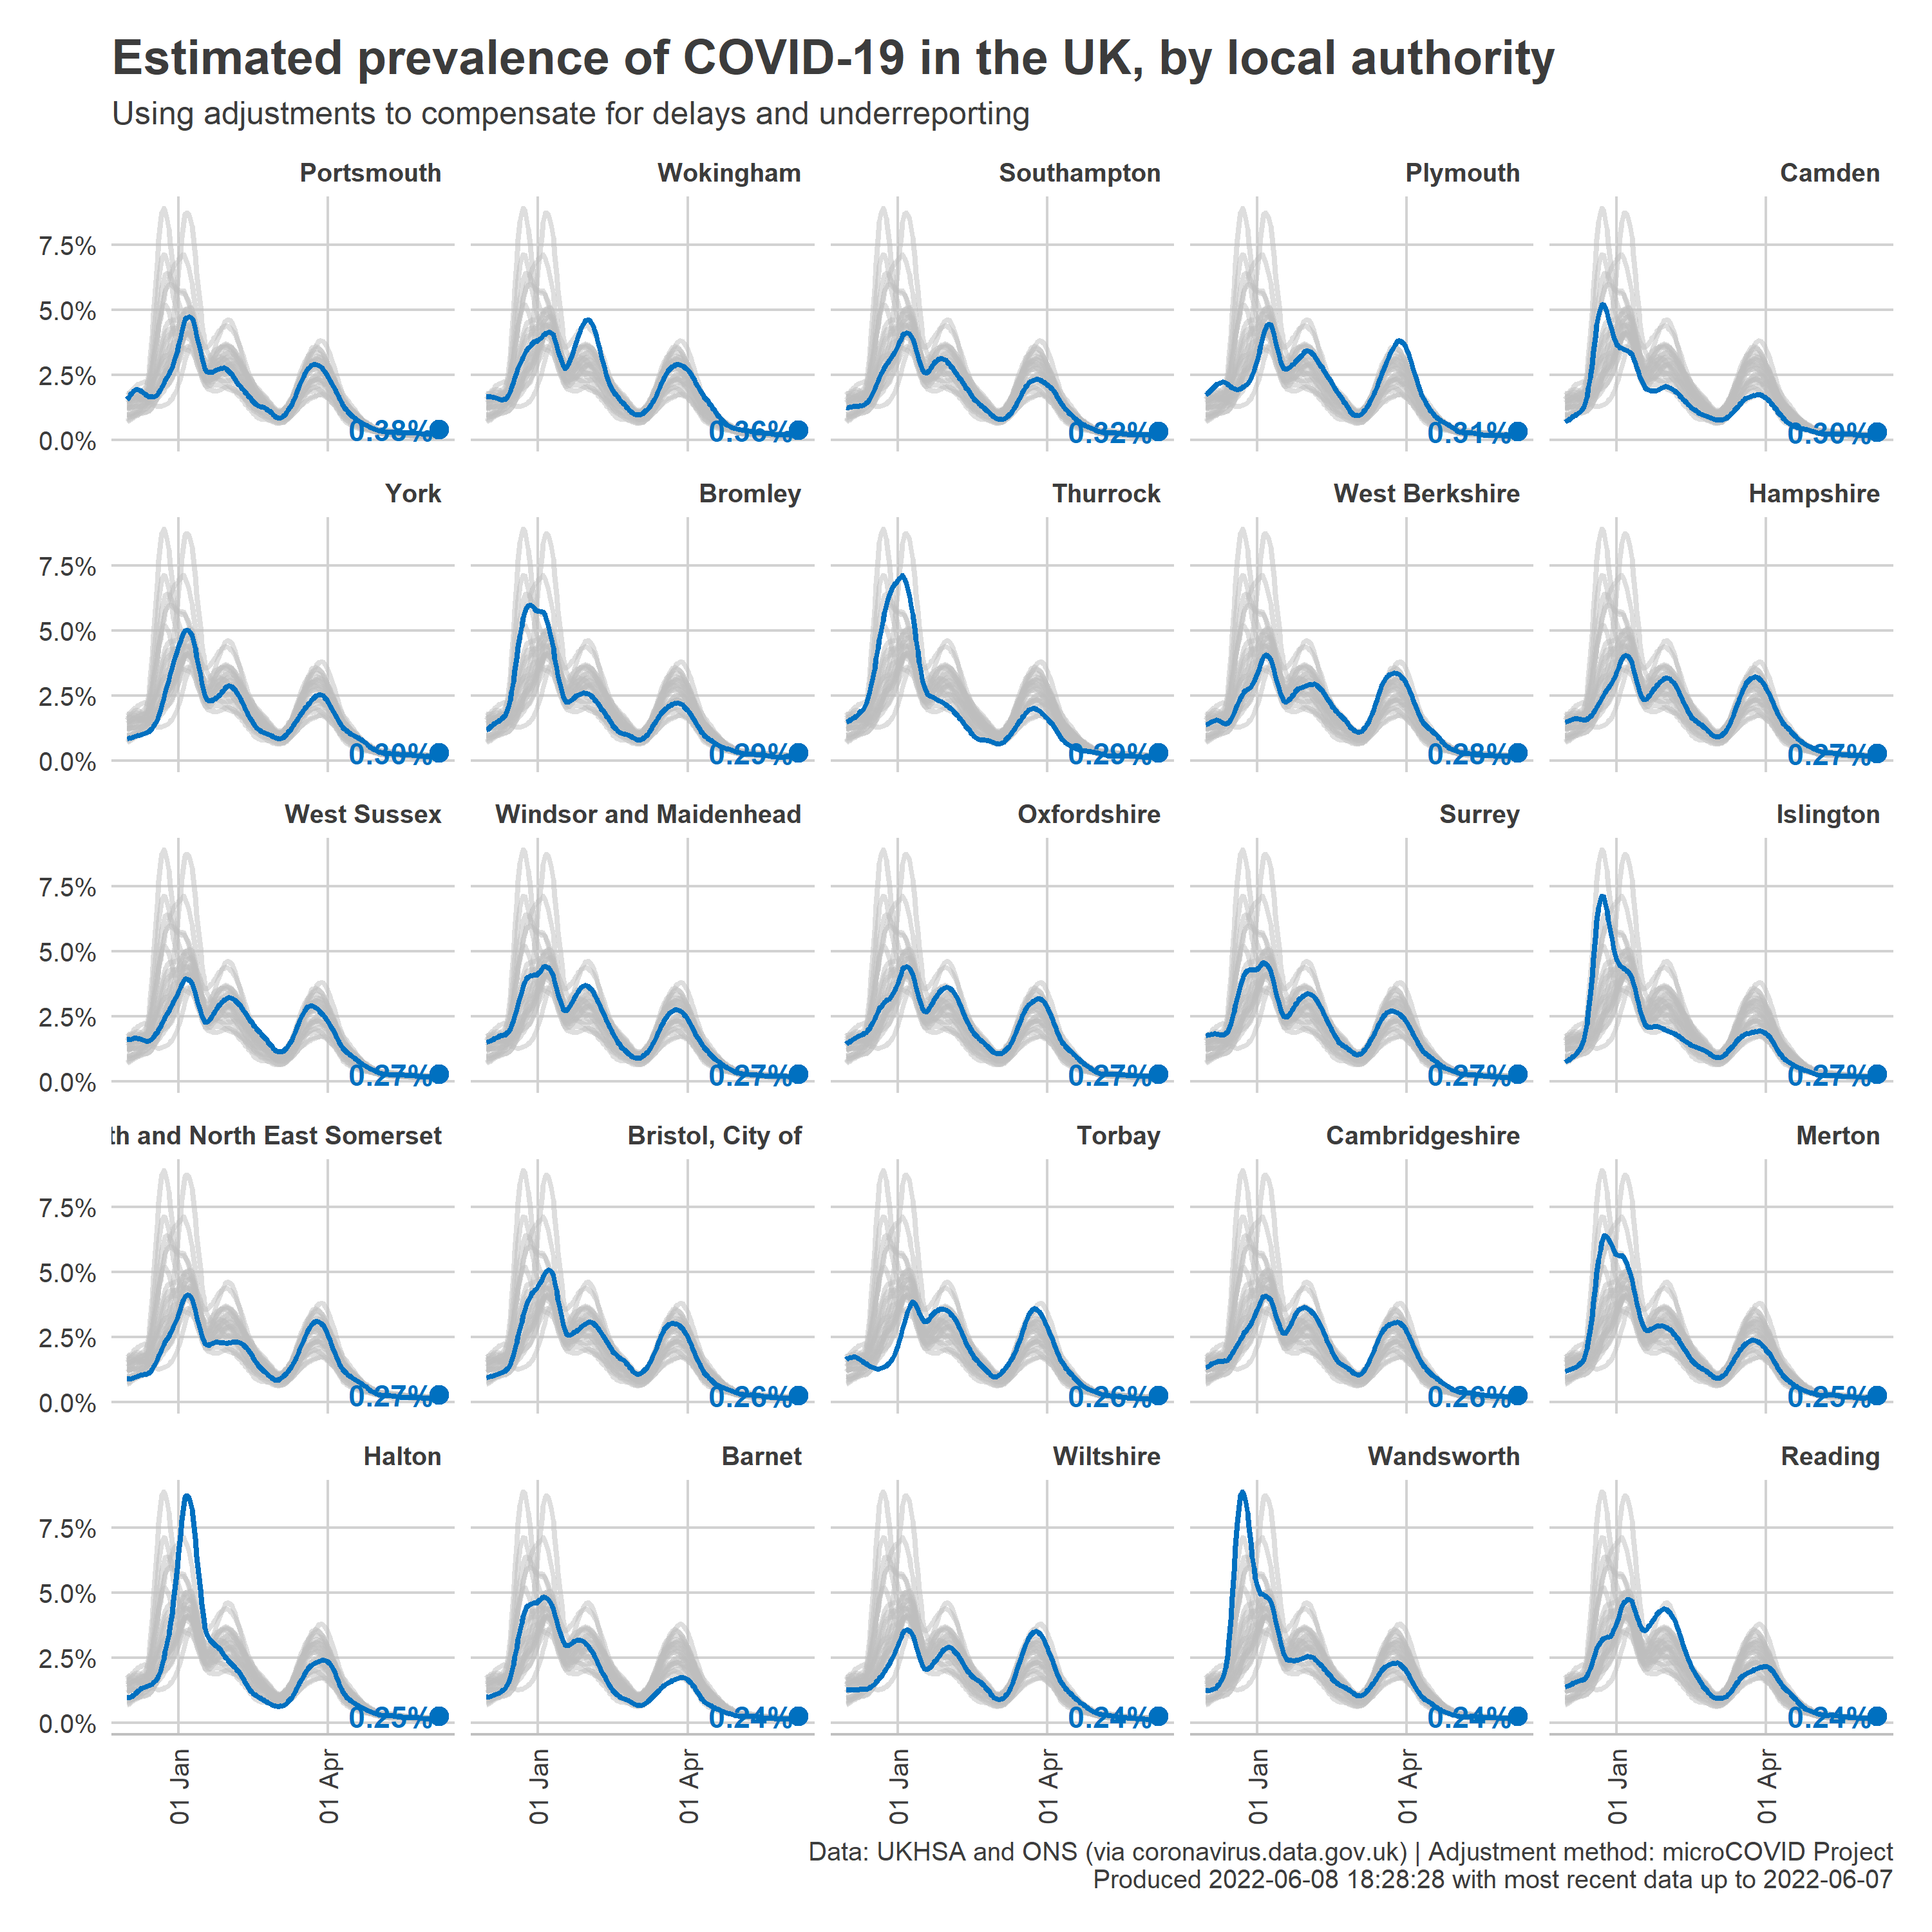 Estimated prevalence of COVID-19 in the UK, by local authority
Using adjustments to compensate for delays and underreporting
Portsmouth Wokingham Southampton Plymouth Camden
7.5%
5.0%
2.5%
0.0%
0.38% 0.36% 0.32% 0.31% 0.30%
York Bromley Thurrock West Berkshire Hampshire
7.5%
5.0%
2.5%
0.0%
0.30% 0.29% 0.29% 0.28% 0.27%
West Sussex Windsor and Maidenhead Oxfordshire Surrey Islington
7.5%
5.0%
2.5%
0.0%
0.27% 0.27% 0.27% 0.27% 0.27%
th and North East Somerset Bristol, City of Torbay Cambridgeshire Merton
7.5%
5.0%
2.5%
0.0%
0.27% 0.26% 0.26% 0.26% 0.25%
Halton Barnet Wiltshire Wandsworth Reading
7.5%
5.0%
2.5%
0.0%
0.25% 0.24% 0.24% 0.24% 0.24%
01 Jan 01 Apr 01 Jan 01 Apr 01 Jan 01 Apr 01 Jan 01 Apr 01 Jan 01 Apr
Data: UKHSA and ONS (via coronavirus.data.gov.uk) | Adjustment method: microCOVID Project
Produced 2022-06-08 18:28:28 with most recent data up to 2022-06-07